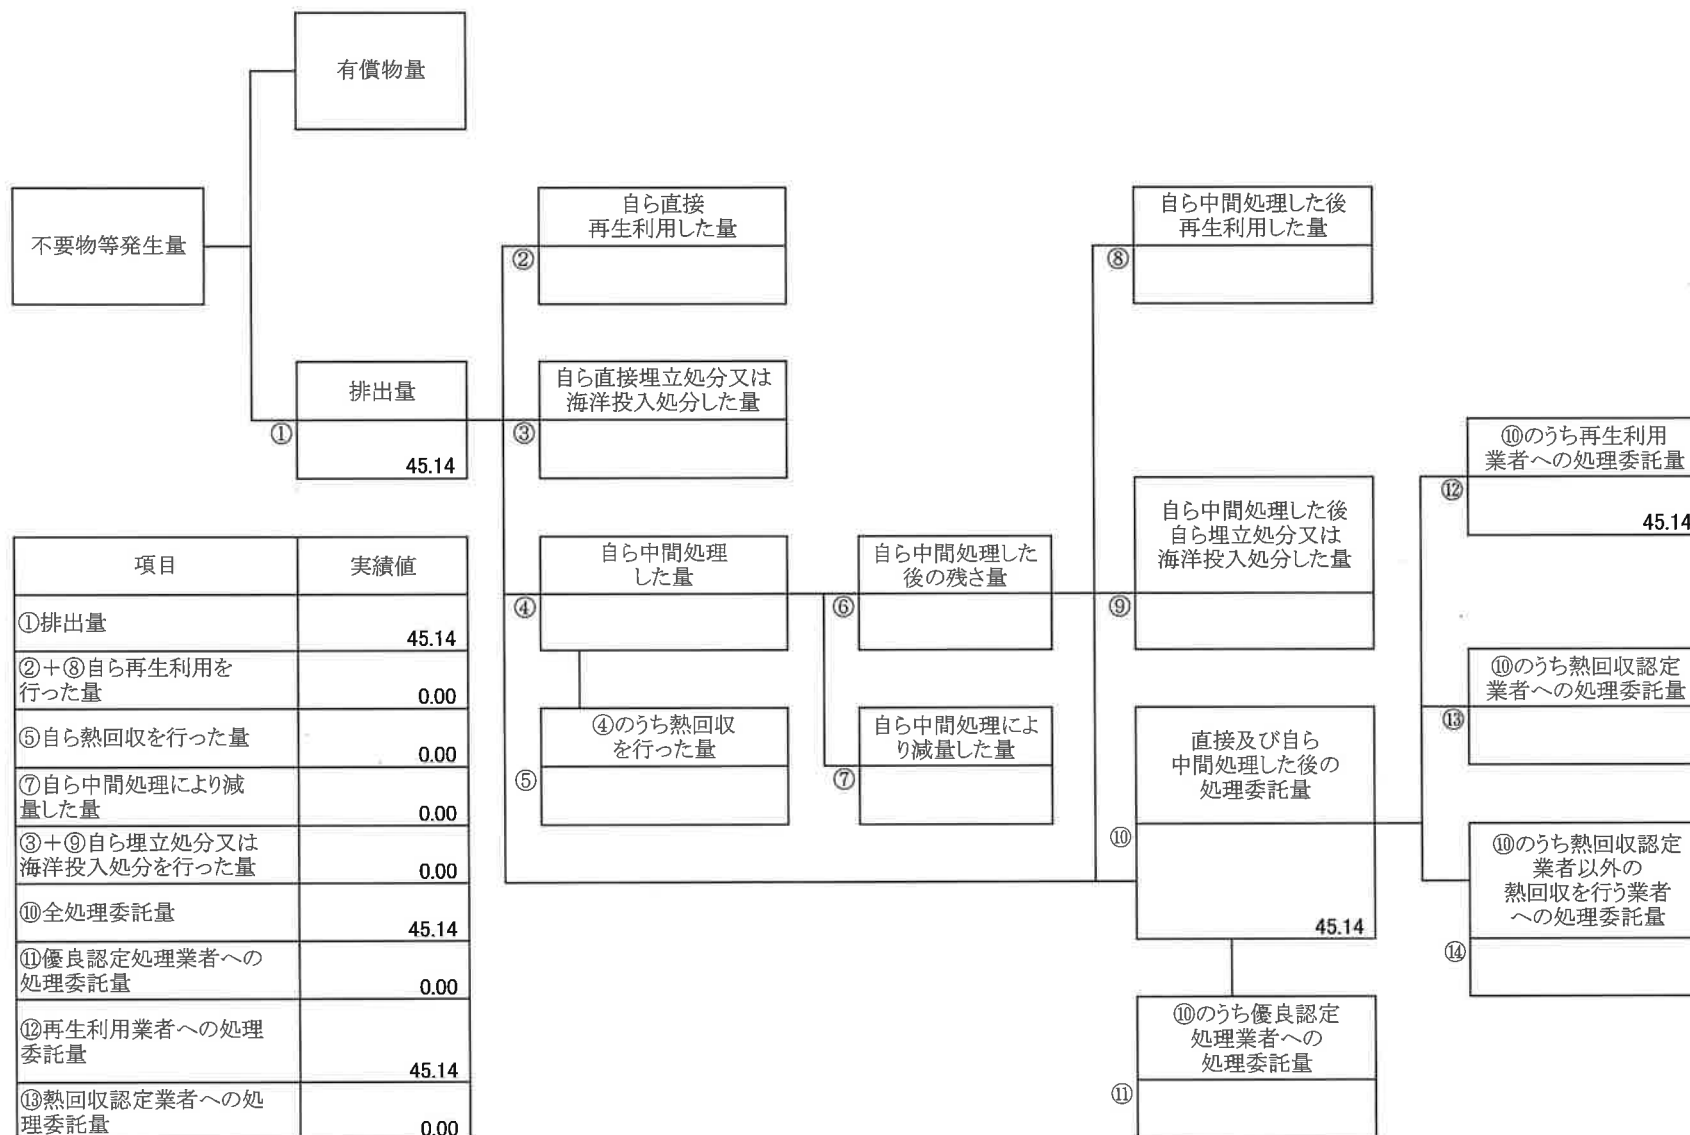 有償物量
不要物等発生量
自ら直接
再生利用した量
②
自ら中間処理した後
再生利用した量
⑧
排出量
①
45.14
自ら直接埋立処分又は
海洋投入処分した量
③
⑩のうち再生利用
業者への処理委託量
⑫
45.14
自ら中間処理
した量
④
自ら中間処理した
後の残さ量
⑥
自ら中間処理した後
自ら埋立処分又は
海洋投入処分した量
⑨
④のうち熱回収
を行った量
⑤
自ら中間処理によ
り減量した量
⑦
直接及び自ら
中間処理した後の
処理委託量
⑩
45.14
⑩のうち熱回収認定
業者への処理委託量
⑬
⑩のうち熱回収認定
業者以外の
熱回収を行う業者
への処理委託量
⑭
⑩のうち優良認定
処理業者への
処理委託量
⑪
項目 実績値
①排出量
45.14
②+⑧自ら再生利用を
行った量
0.00
⑤自ら熱回収を行った量
0.00
⑦自ら中間処理により減
量した量
0.00
③+⑨自ら埋立処分又は
海洋投入処分を行った量
0.00
⑩全処理委託量
45.14
⑪優良認定処理業者への
処理委託量
0.00
⑫再生利用業者への処理
委託量
45.14
⑬熱回収認定業者への処
理委託量
0.00